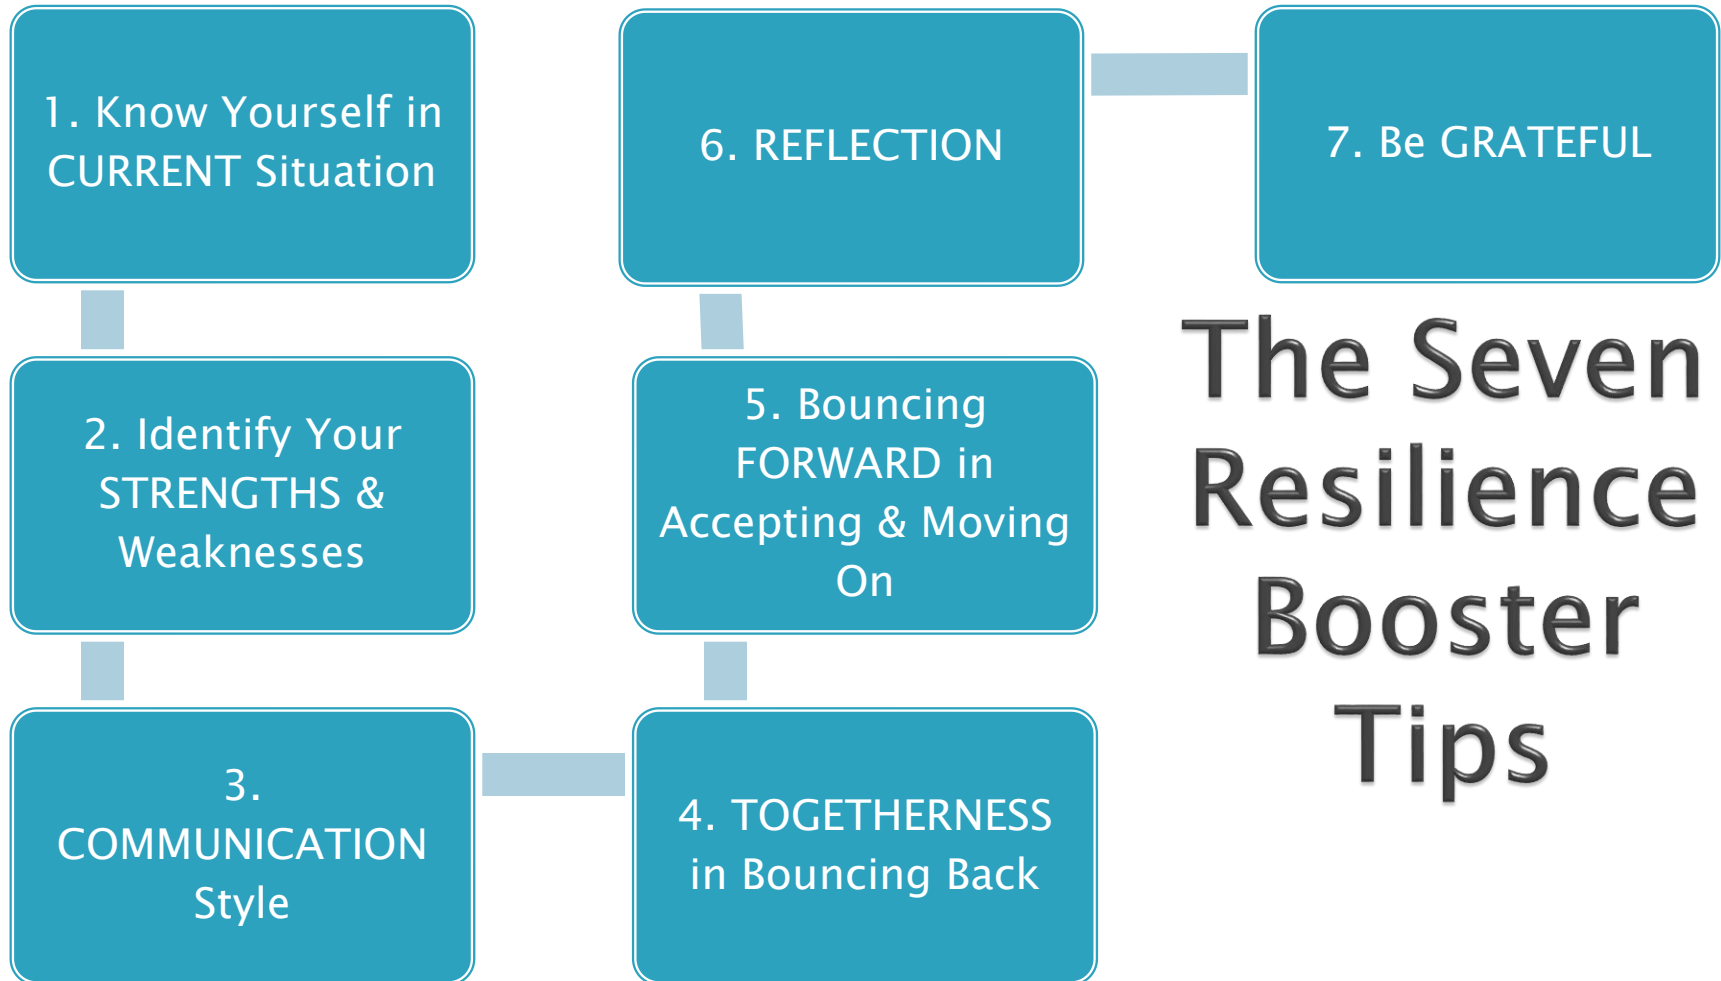 1. Know Yourself in
CURRENT Situation
2. Identify Your
STRENGTHS &
Weaknesses
3.
COMMUNICATION
Style
4. TOGETHERNESS
in Bouncing Back
5. Bouncing
FORWARD in
Accepting & Moving
On
6. REFLECTION
7. Be GRATEFUL
The Seven
Resilience
Booster
Tips